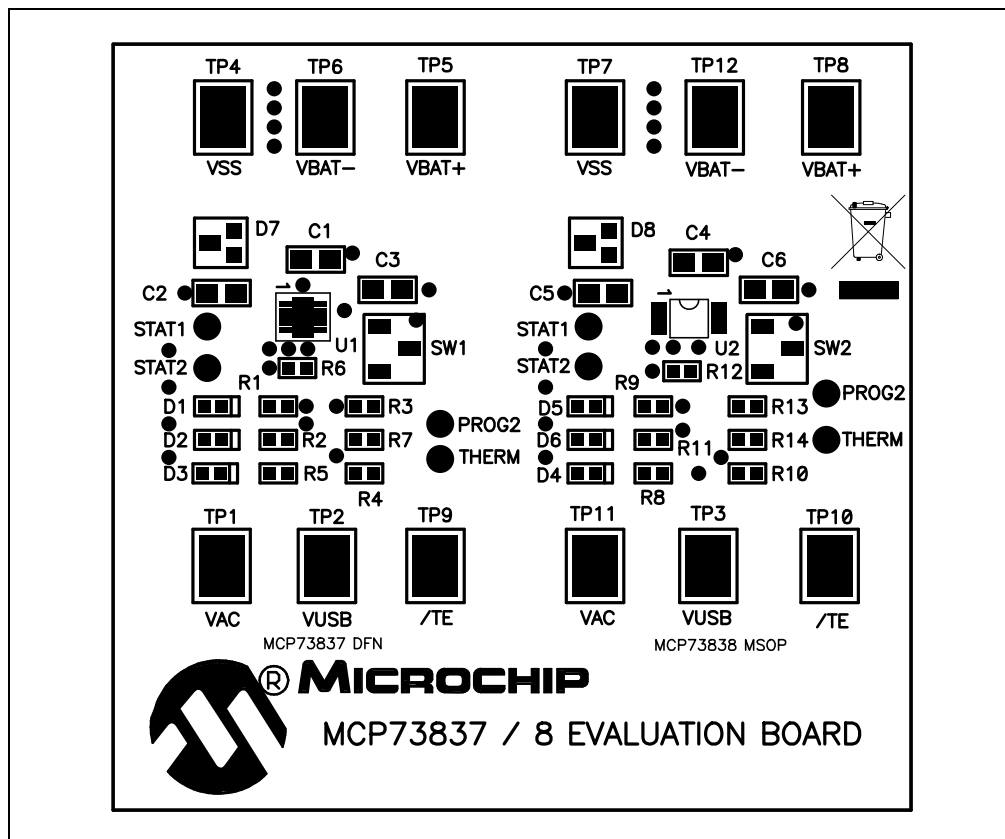 TP4 TP6 TP5 TP7 TP12 TP8
VSS VBAT- VBAT+ VSS VBAT- VBAT+
D7 C1 D8 C4
C3 C6
C2 1 C5 1
STAT1 STAT1
U1 SW1 U2 SW2
STAT2 R6 STAT2 R12
R1 R9 PROG2
D1 R3 D5 R13
PROG2
D2 R2 R7 D6 R11 R14 THERM
THERM
D3 R5 D4 R10
R4 R8
TP1 TP2 TP9 TP11 TP3 TP10
VAC VUSB /TE VAC VUSB /TE
MCP73837 DFN MCP73838 MSOP
® MICROCHIP
MCP73837 / 8 EVALUATION BOARD